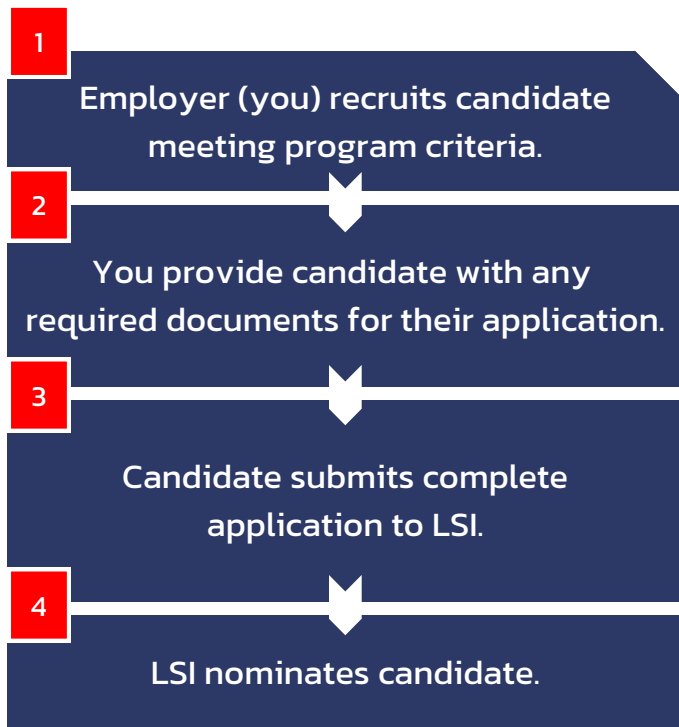 1
Employer (you) recruits candidate
meeting program criteria.
2
You provide candidate with any
required documents for their application.
3
Candidate submits complete
application to LSI.
4
LSI nominates candidate.